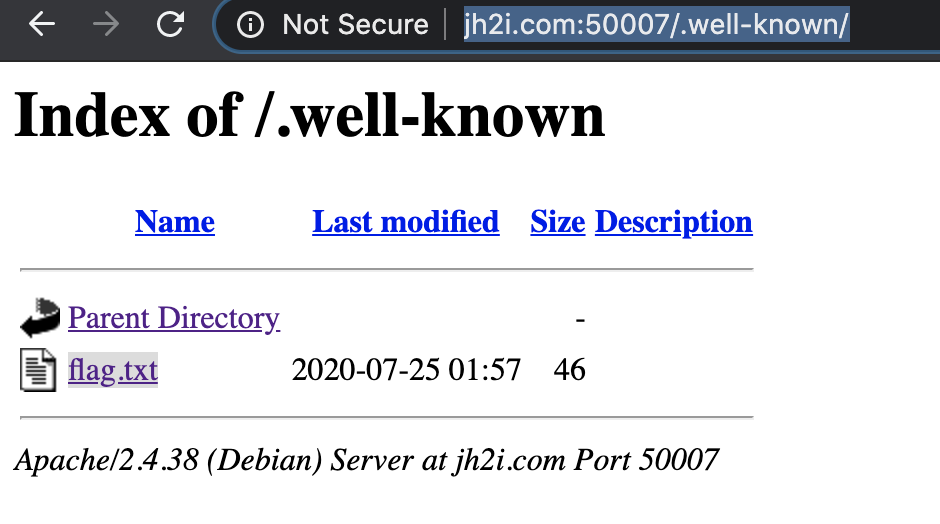 Not Secure | jh2i.com:50007/.well-known/
Index of /.well-known
Name Last modified Size Description
Parent Directory -
flag.txt 2020-07-25 01:57 46
Apache/2.4.38 (Debian) Server at jh2i.com Port 50007